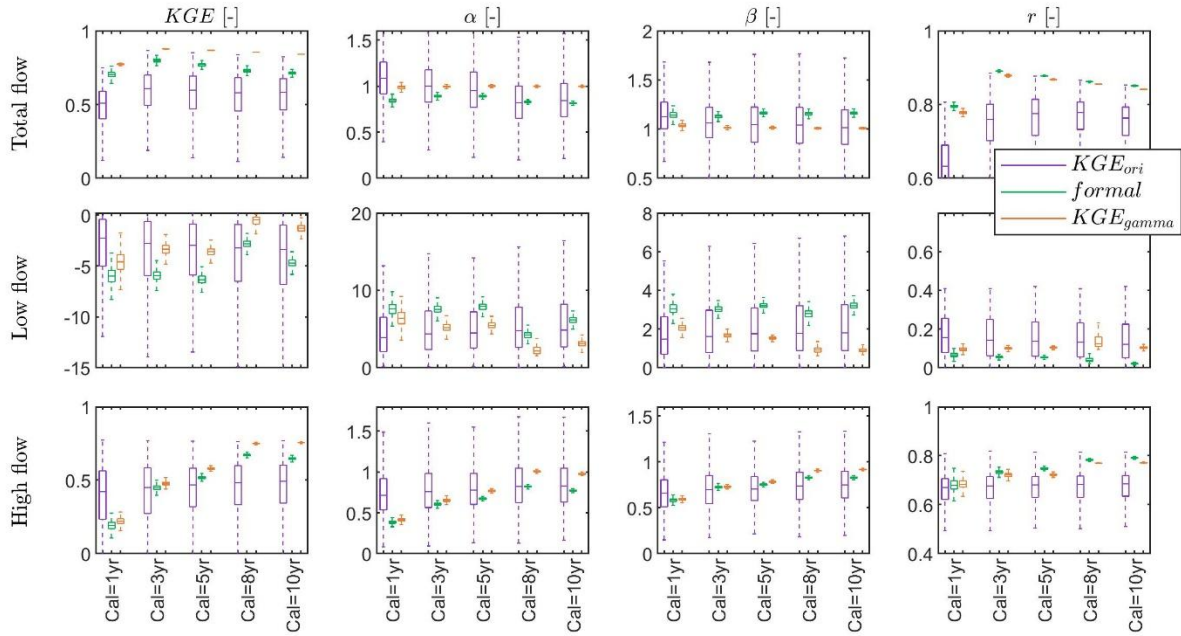 KGE [-]
α [-]
β [-]
r [-]
Total flow
1
0.5
0
1.5
1
0.5
0
2
1.5
1
0.5
1
0.8
0.6
KGE_ori
formal
KGE_gamma
Low flow
0
-5
-10
-15
20
10
0
8
6
4
2
0
0.8
0.6
0.4
0.2
0
High flow
1
0.5
0
2
1.5
1
0.5
0
1.5
1
0.5
0
1
0.8
0.6
0.4
Cal=1yr
Cal=3yr
Cal=5yr
Cal=8yr
Cal=10yr
Cal=1yr
Cal=3yr
Cal=5yr
Cal=8yr
Cal=10yr
Cal=1yr
Cal=3yr
Cal=5yr
Cal=8yr
Cal=10yr
Cal=1yr
Cal=3yr
Cal=5yr
Cal=8yr
Cal=10yr